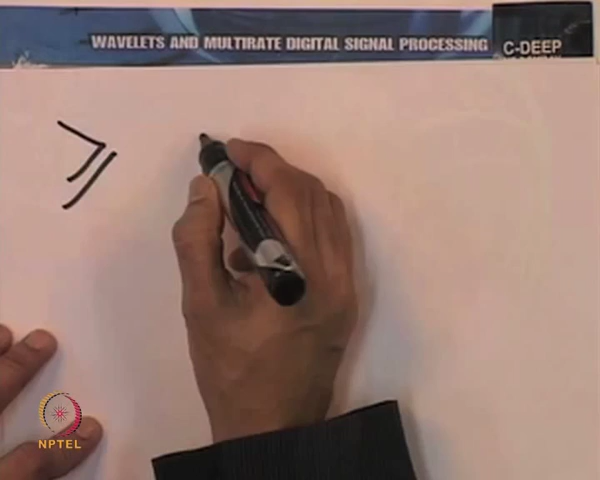 WAVELETS AND MULTIRATE DIGITAL SIGNAL PROCESSING
C-DEEP
⩾
NPTEL